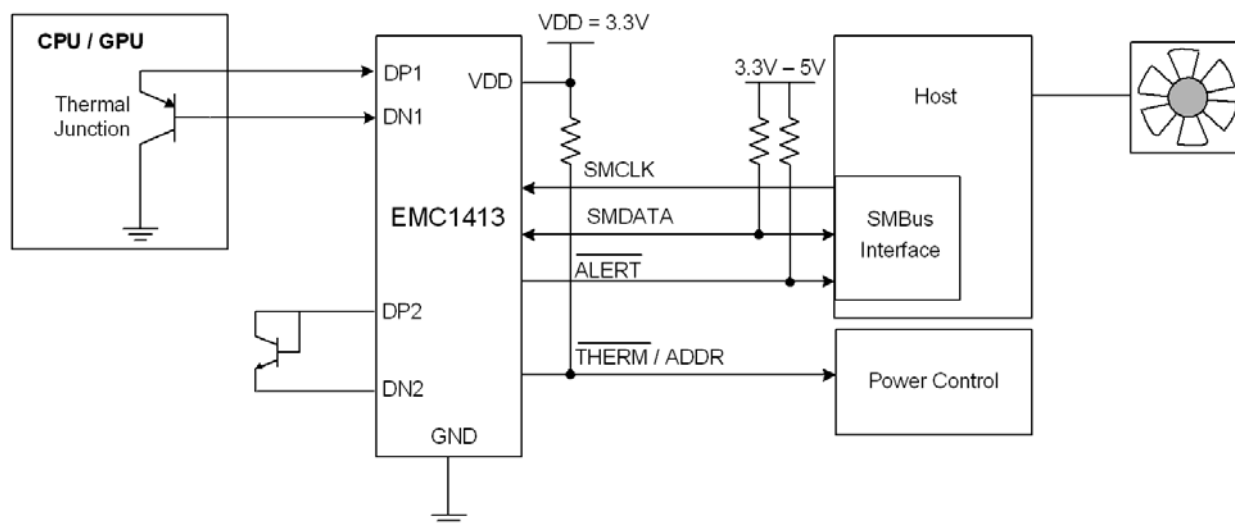 CPU / GPU
Thermal
Junction
DP1
DN1
VDD
EMC1413
DP2
DN2
GND
VDD = 3.3V
3.3V – 5V
SMCLK
SMDATA
ALERT
THERM / ADDR
Host
SMBus
Interface
Power Control